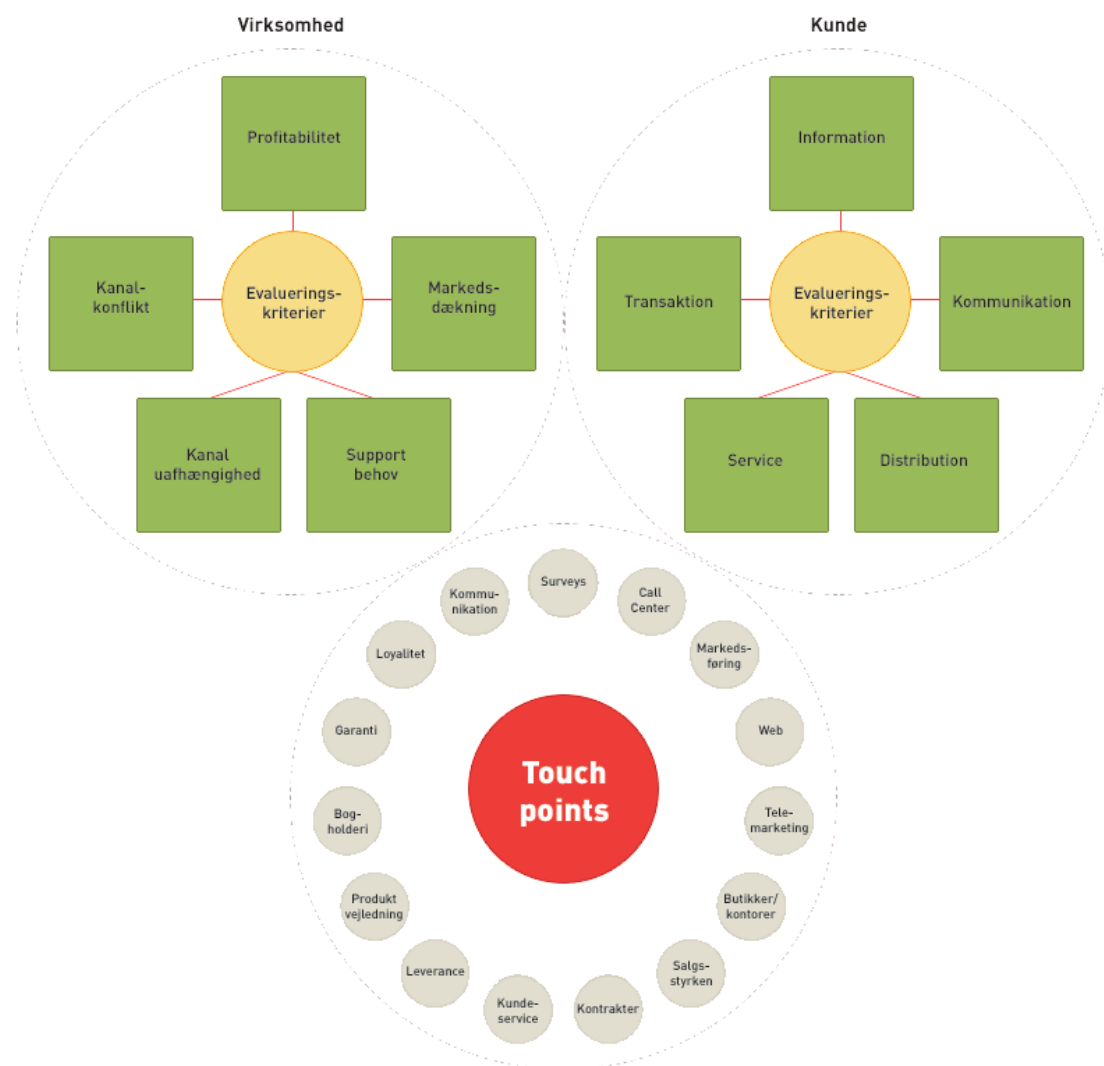 Virksomhed
Profitabilitet
Kanal-
konflikt
Evaluerings-
kriterier
Markeds-
dækning
Kanal
uafhængighed
Support
behov
Kunde
Information
Transaktion
Evaluerings-
kriterier
Kommunikation
Service
Distribution
Touch
points
Surveys
Call
Center
Markeds-
føring
Web
Tele-
marketing
Butikker/
kontorer
Salgs-
styrken
Kontrakter
Kunde-
service
Leverance
Produkt
vejledning
Bog-
holderi
Garanti
Loyalitet
Kommu-
nikation